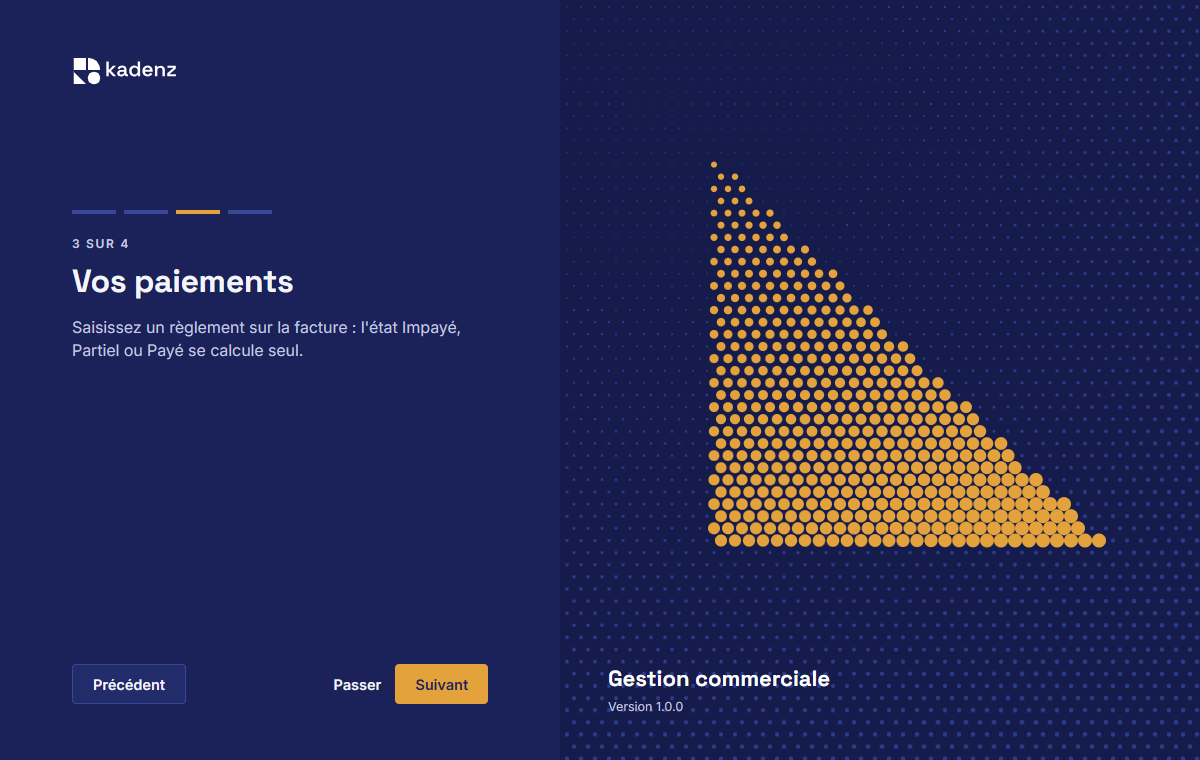 kadenz
3 SUR 4
Vos paiements
Saisissez un règlement sur la facture : l'état Impayé,
Partiel ou Payé se calcule seul.
Précédent
Passer
Suivant
Gestion commerciale
Version 1.0.0